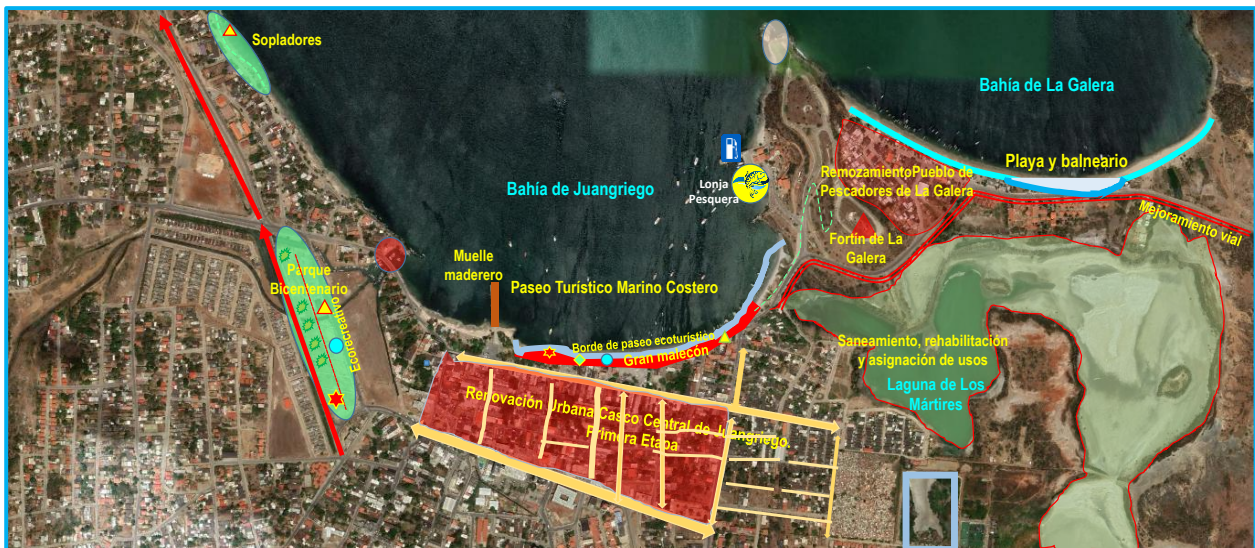 Sopladores
Bahía de La Galera
Playa y balneario
Bahía de Juangriego
Lonja
Pesquera
RemozamientoPueblo de
Pescadores de La Galera
Mejoramiento vial
Fortín de La
Galera
Muelle
maderero
Parque
Bicentenario
Ecorecreativo
Paseo Turístico Marino Costero
Borde de paseo ecoturístico
Gran malecón
Saneamiento, rehabilitación
y asignación de usos
Laguna de Los
Mártires
Renovación Urbana Casco Central de Juangriego.
Primera Etapa